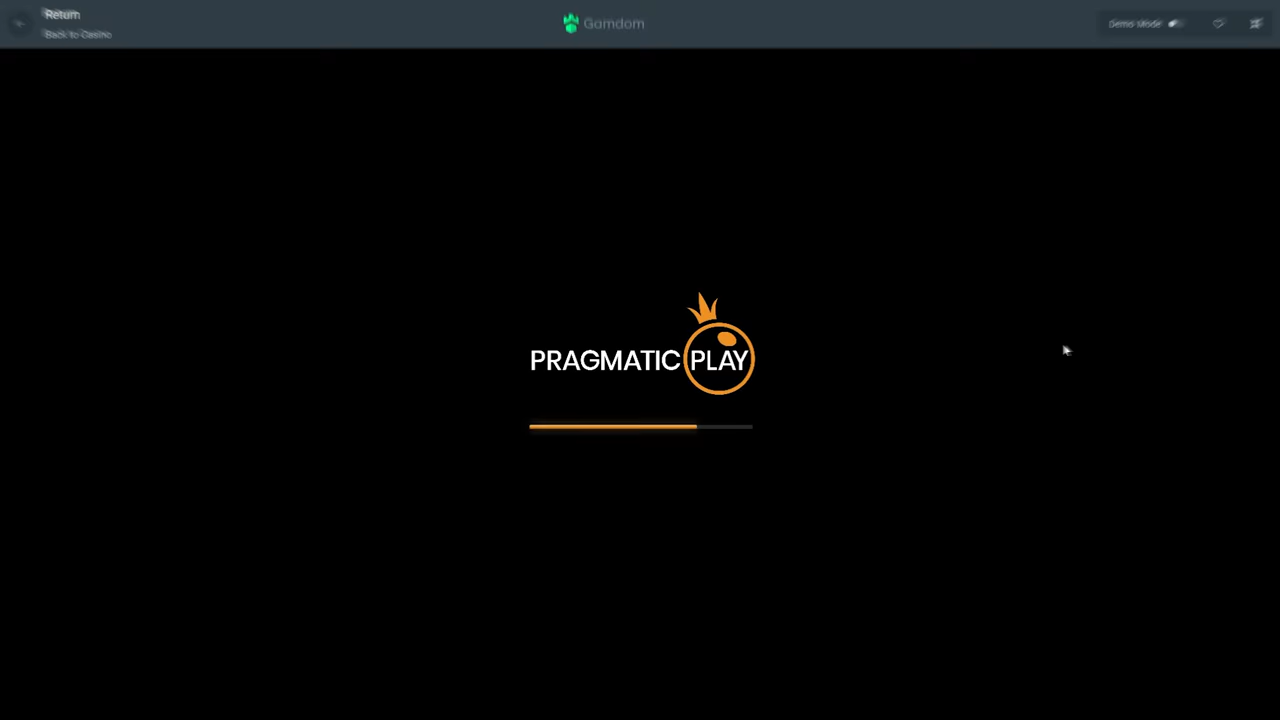 Return
Back to Casino
Gamdom
Demo Mode
PRAGMATIC PLAY